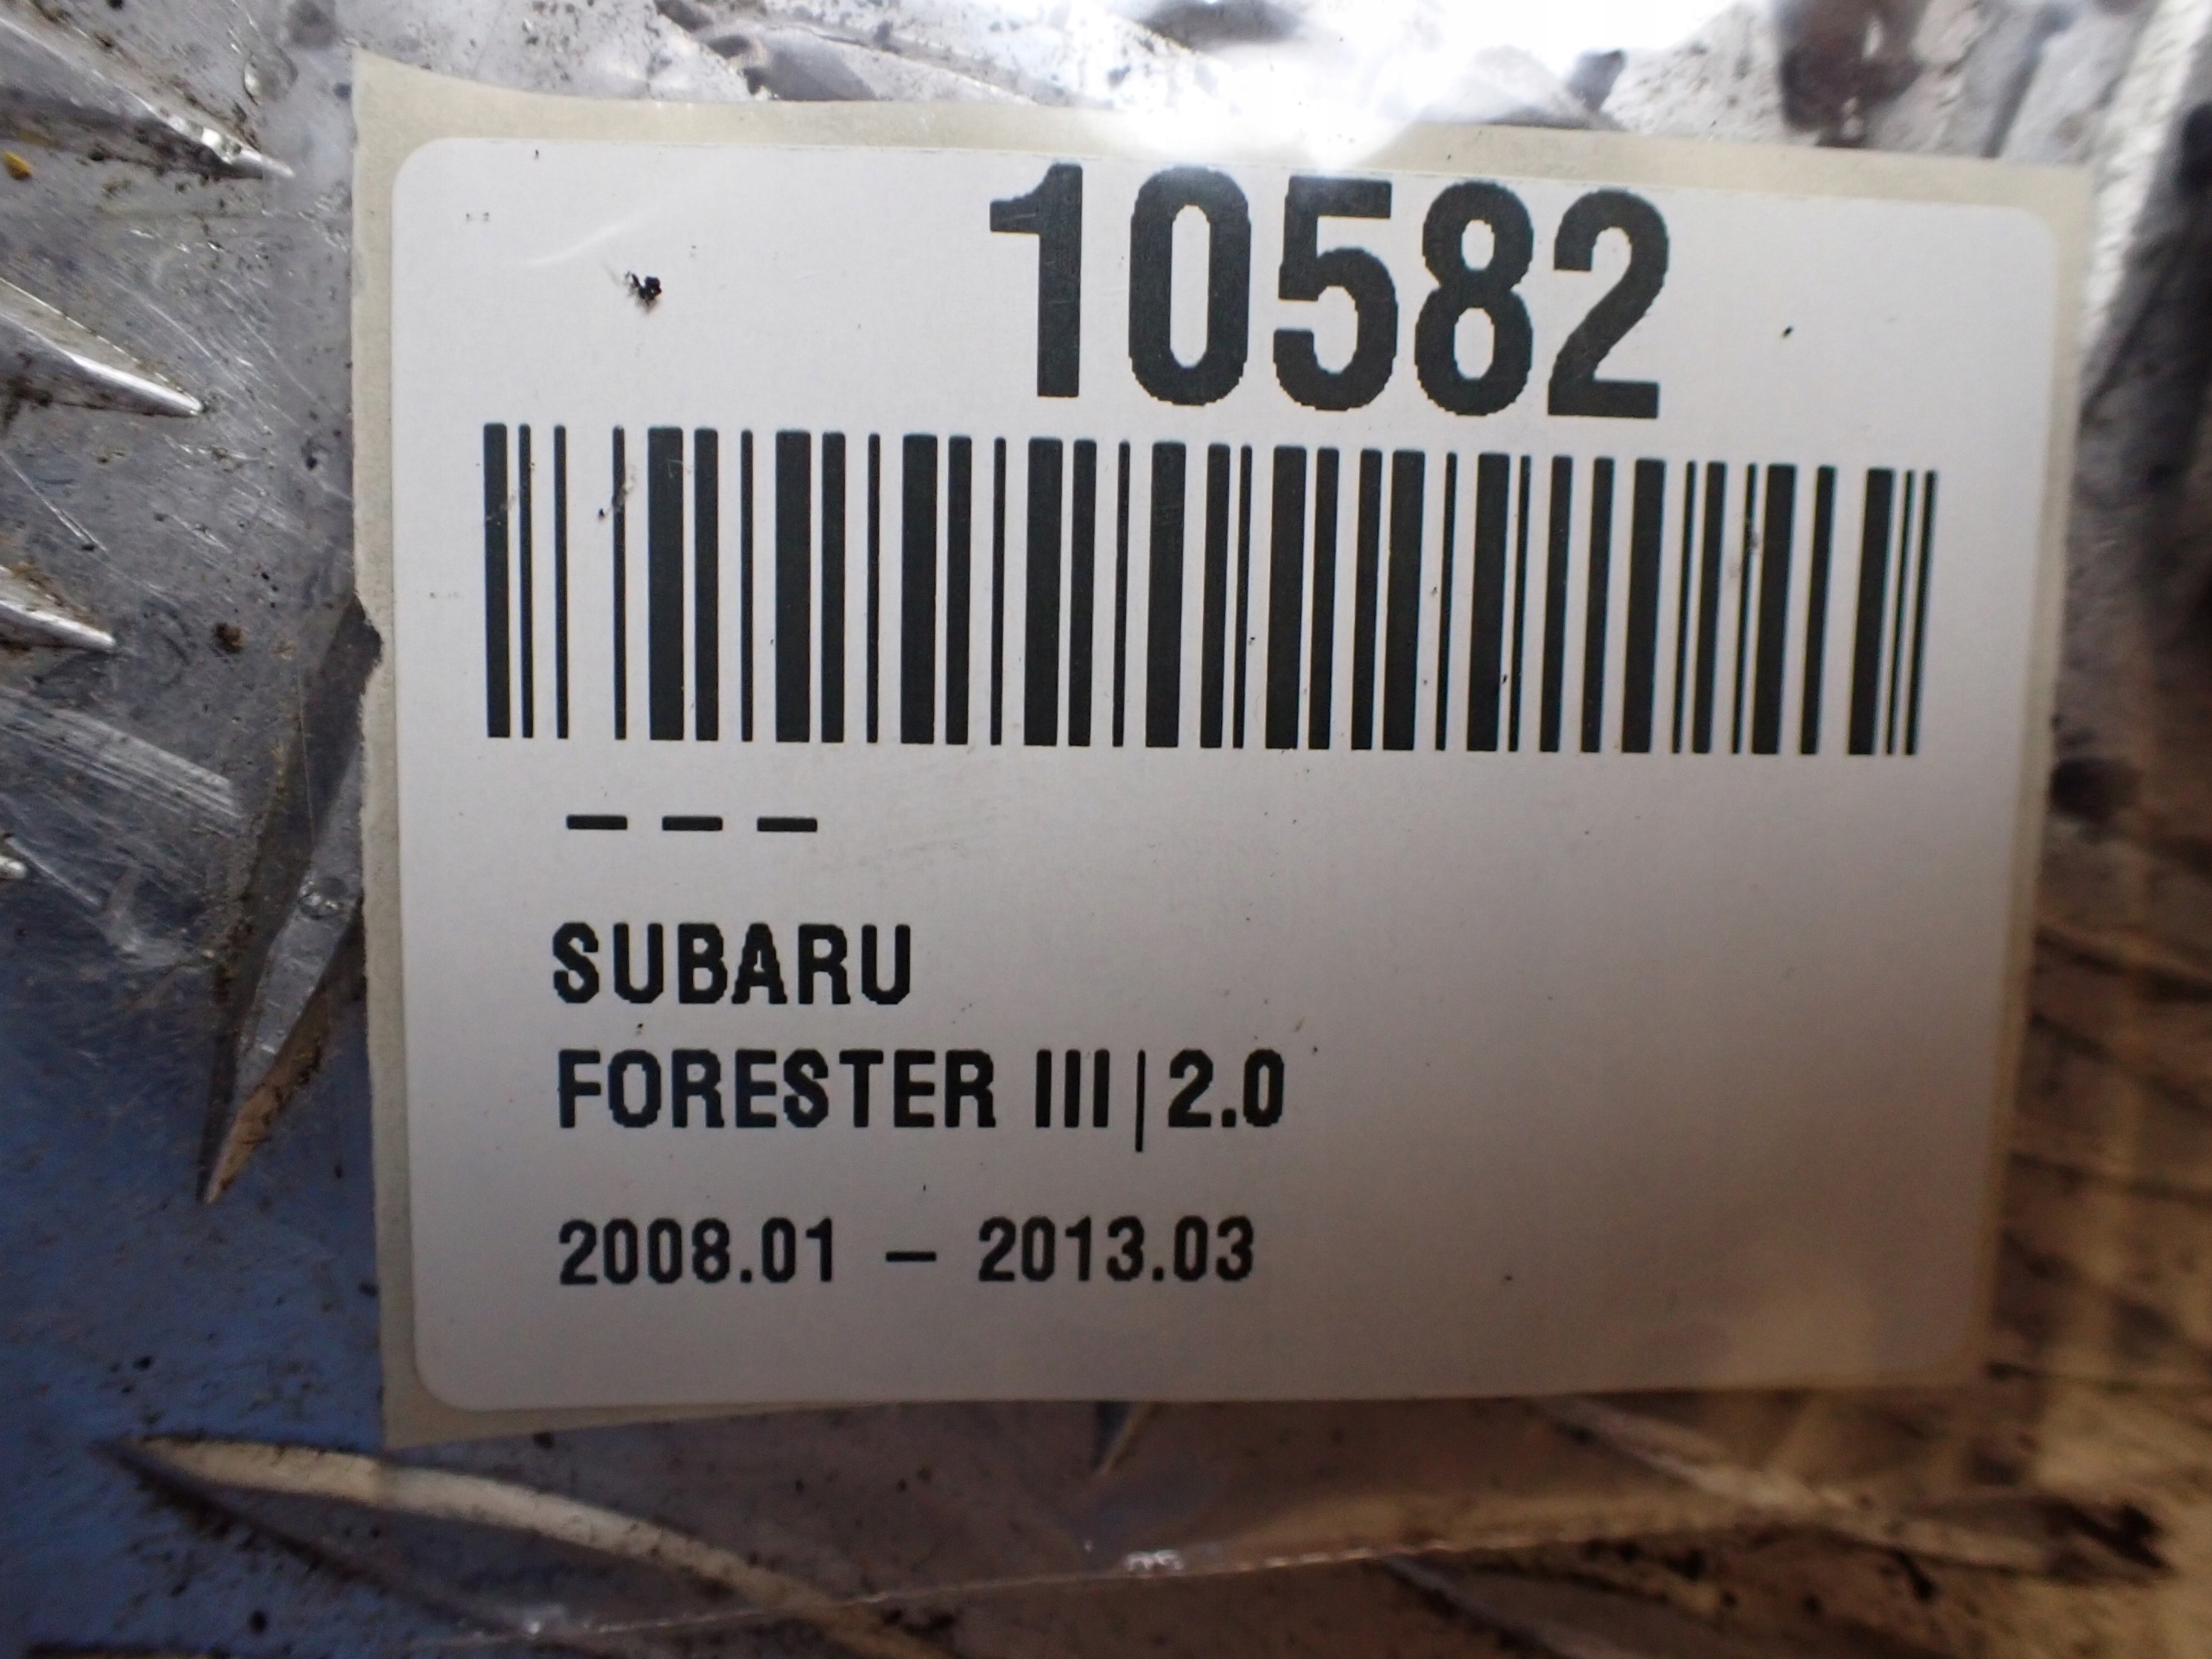 10582
- - -
SUBARU
FORESTER III|2.0
2008.01 - 2013.03